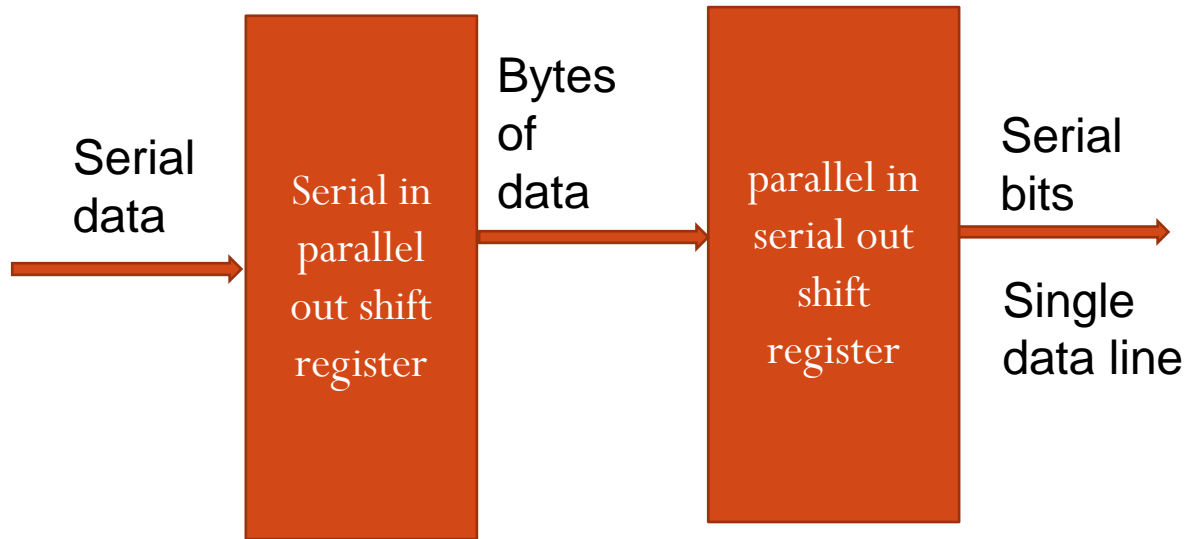 Serial
data
Serial in
parallel
out shift
register
Bytes
of
data
parallel in
serial out
shift
register
Serial
bits
Single
data line